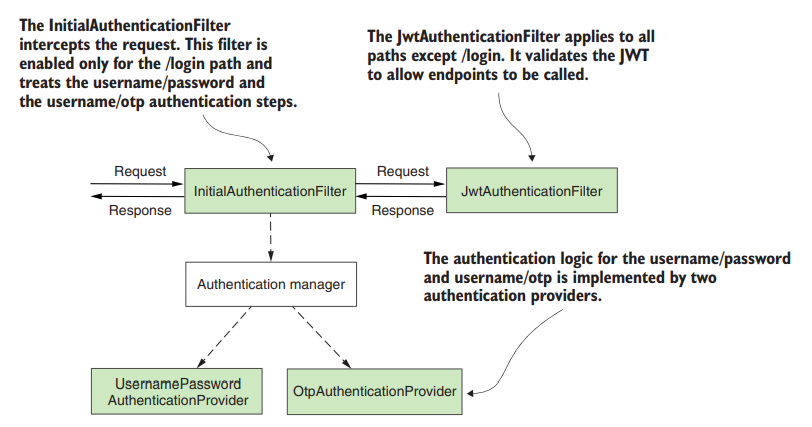 The InitialAuthenticationFilter
intercepts the request. This filter is
enabled only for the /login path and
treats the username/password and
the username/otp authentication steps.
The JwtAuthenticationFilter applies to all
paths except /login. It validates the JWT
to allow endpoints to be called.
Request
Response
InitialAuthenticationFilter
Request
Response
JwtAuthenticationFilter
Authentication manager
The authentication logic for the username/password
and username/otp is implemented by two
authentication providers.
UsernamePassword
AuthenticationProvider
OtpAuthenticationProvider